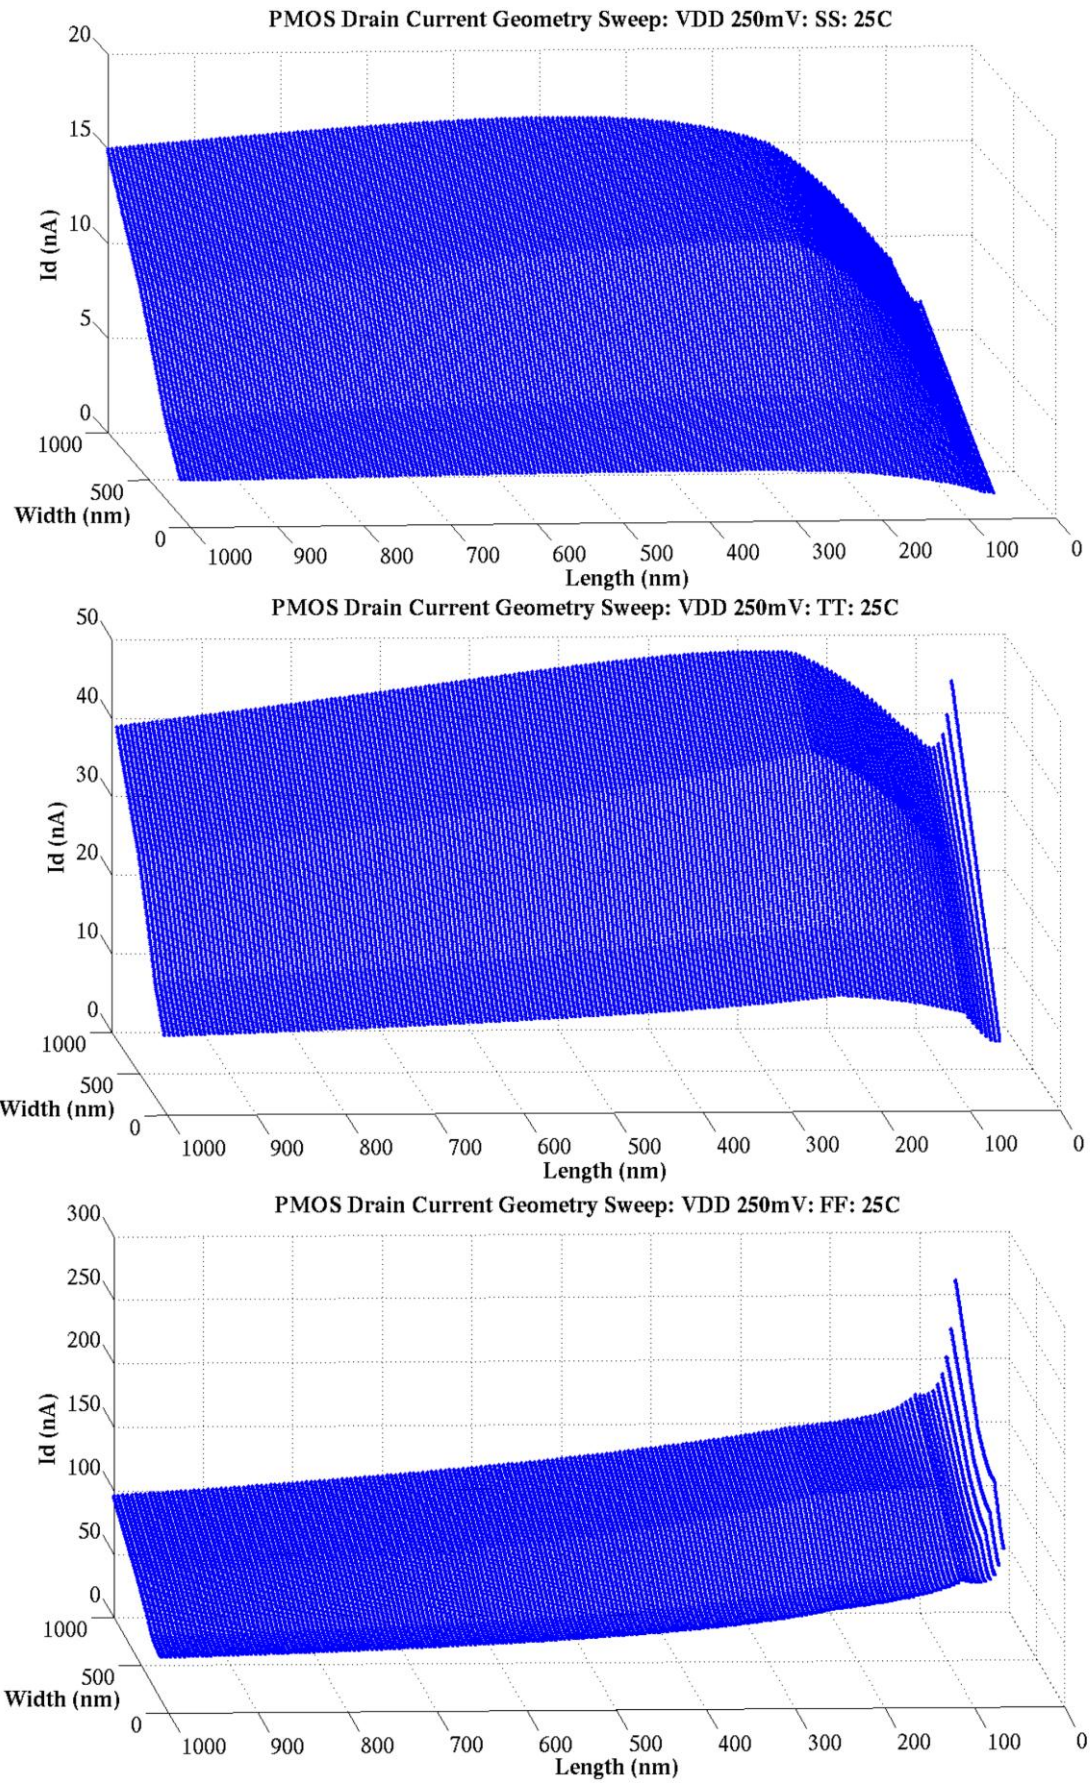 PMOS Drain Current Geometry Sweep: VDD 250mV: SS: 25C
20
15
10
5
0
Id (nA)
1000
500
0
Width (nm)
1000 900 800 700 600 500 400 300 200 100 0
Length (nm)
PMOS Drain Current Geometry Sweep: VDD 250mV: TT: 25C
50
40
30
20
10
0
Id (nA)
1000
500
0
Width (nm)
1000 900 800 700 600 500 400 300 200 100 0
Length (nm)
PMOS Drain Current Geometry Sweep: VDD 250mV: FF: 25C
300
250
200
150
100
50
0
Id (nA)
1000
500
0
Width (nm)
1000 900 800 700 600 500 400 300 200 100 0
Length (nm)